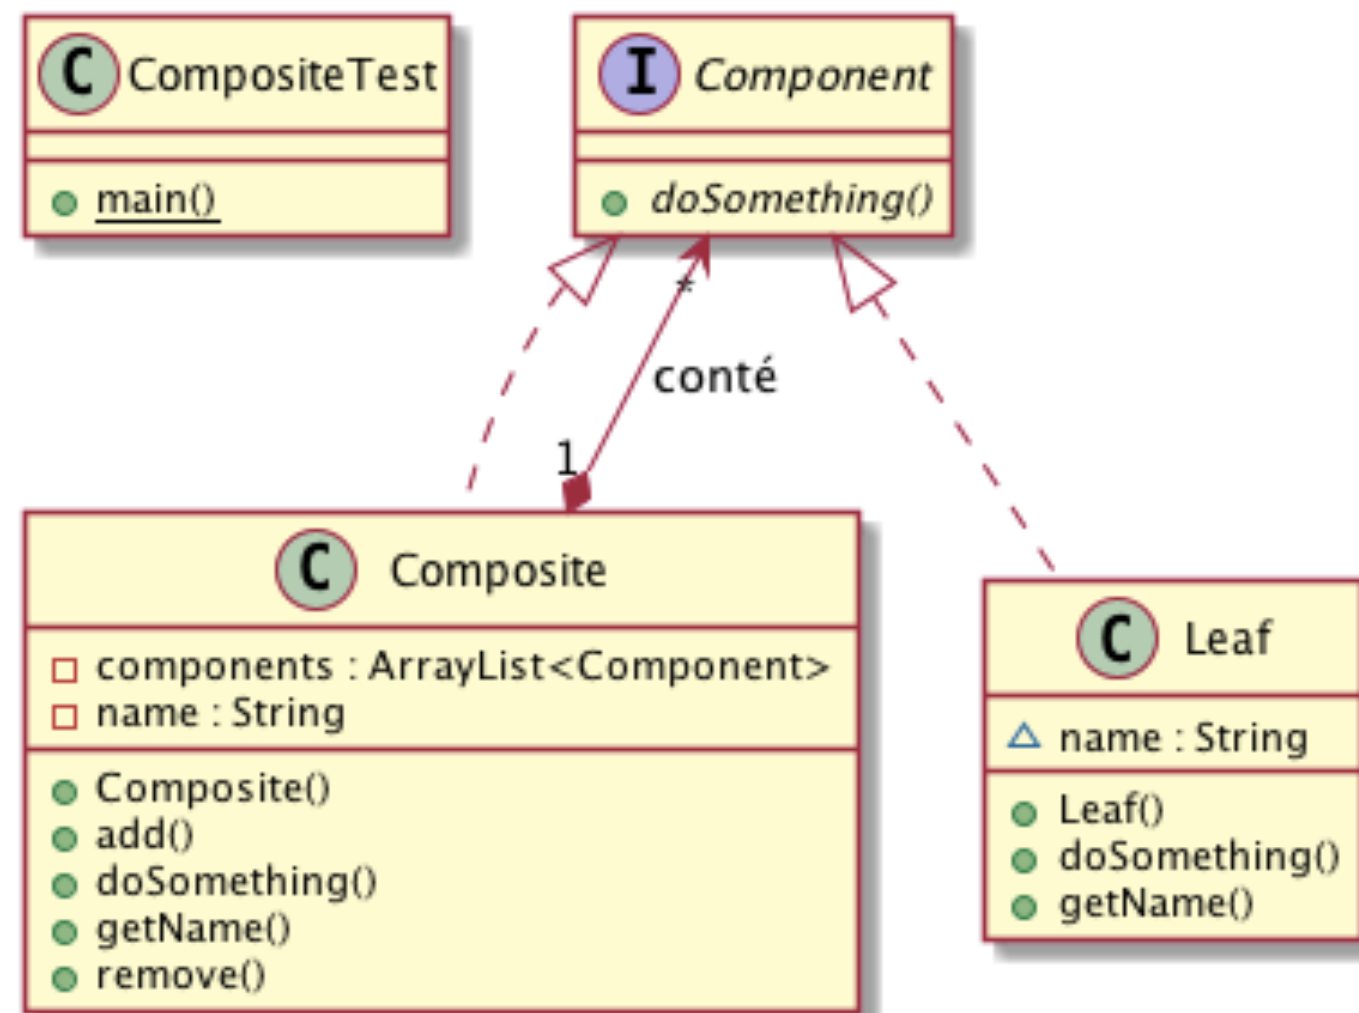 C CompositeTest
main()
I Component
doSomething()
*
conté
1
C Composite
components : ArrayList<Component>
name : String
Composite()
add()
doSomething()
getName()
remove()
C Leaf
name : String
Leaf()
doSomething()
getName()